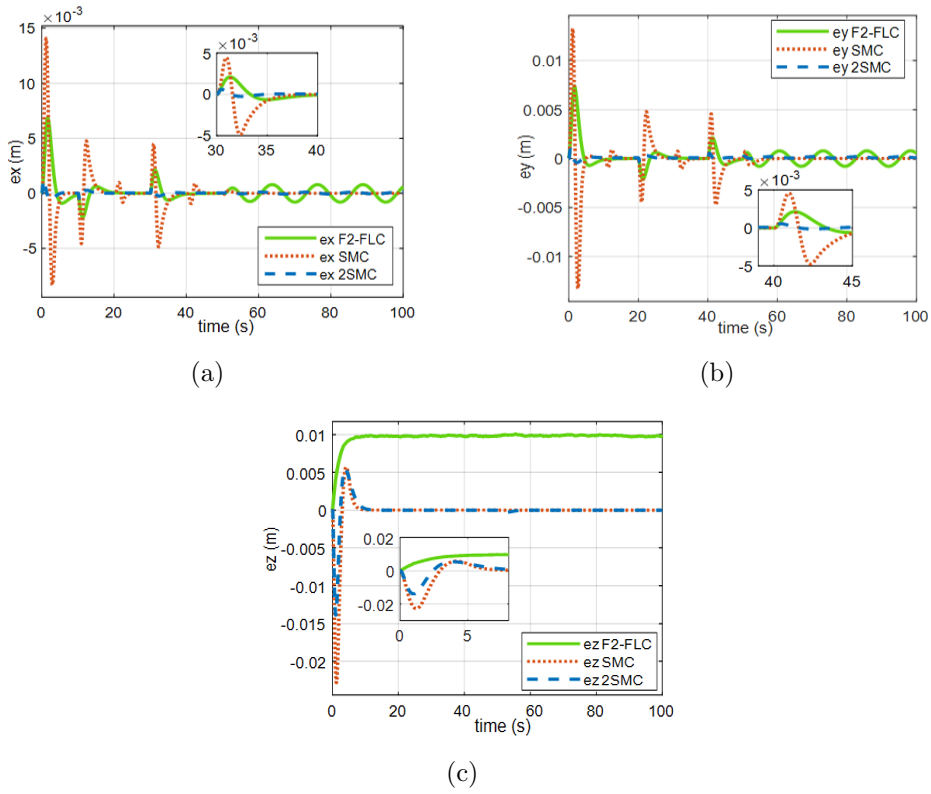 15 × 10⁻³
10
5
0
-5
ex (m)
5 × 10⁻³
0
-5
30 35 40
ex F2-FLC
ex SMC
ex 2SMC
0 20 40 60 80 100
time (s)
(a)
0.01
0.005
0
-0.005
-0.01
ey (m)
ey F2-FLC
ey SMC
ey 2SMC
5 × 10⁻³
0
-5
40 45
0 20 40 60 80 100
time (s)
(b)
0.01
0.005
0
-0.005
-0.01
-0.015
-0.02
ez (m)
0.02
0
-0.02
0 5
ez F2-FLC
ez SMC
ez 2SMC
0 20 40 60 80 100
time (s)
(c)